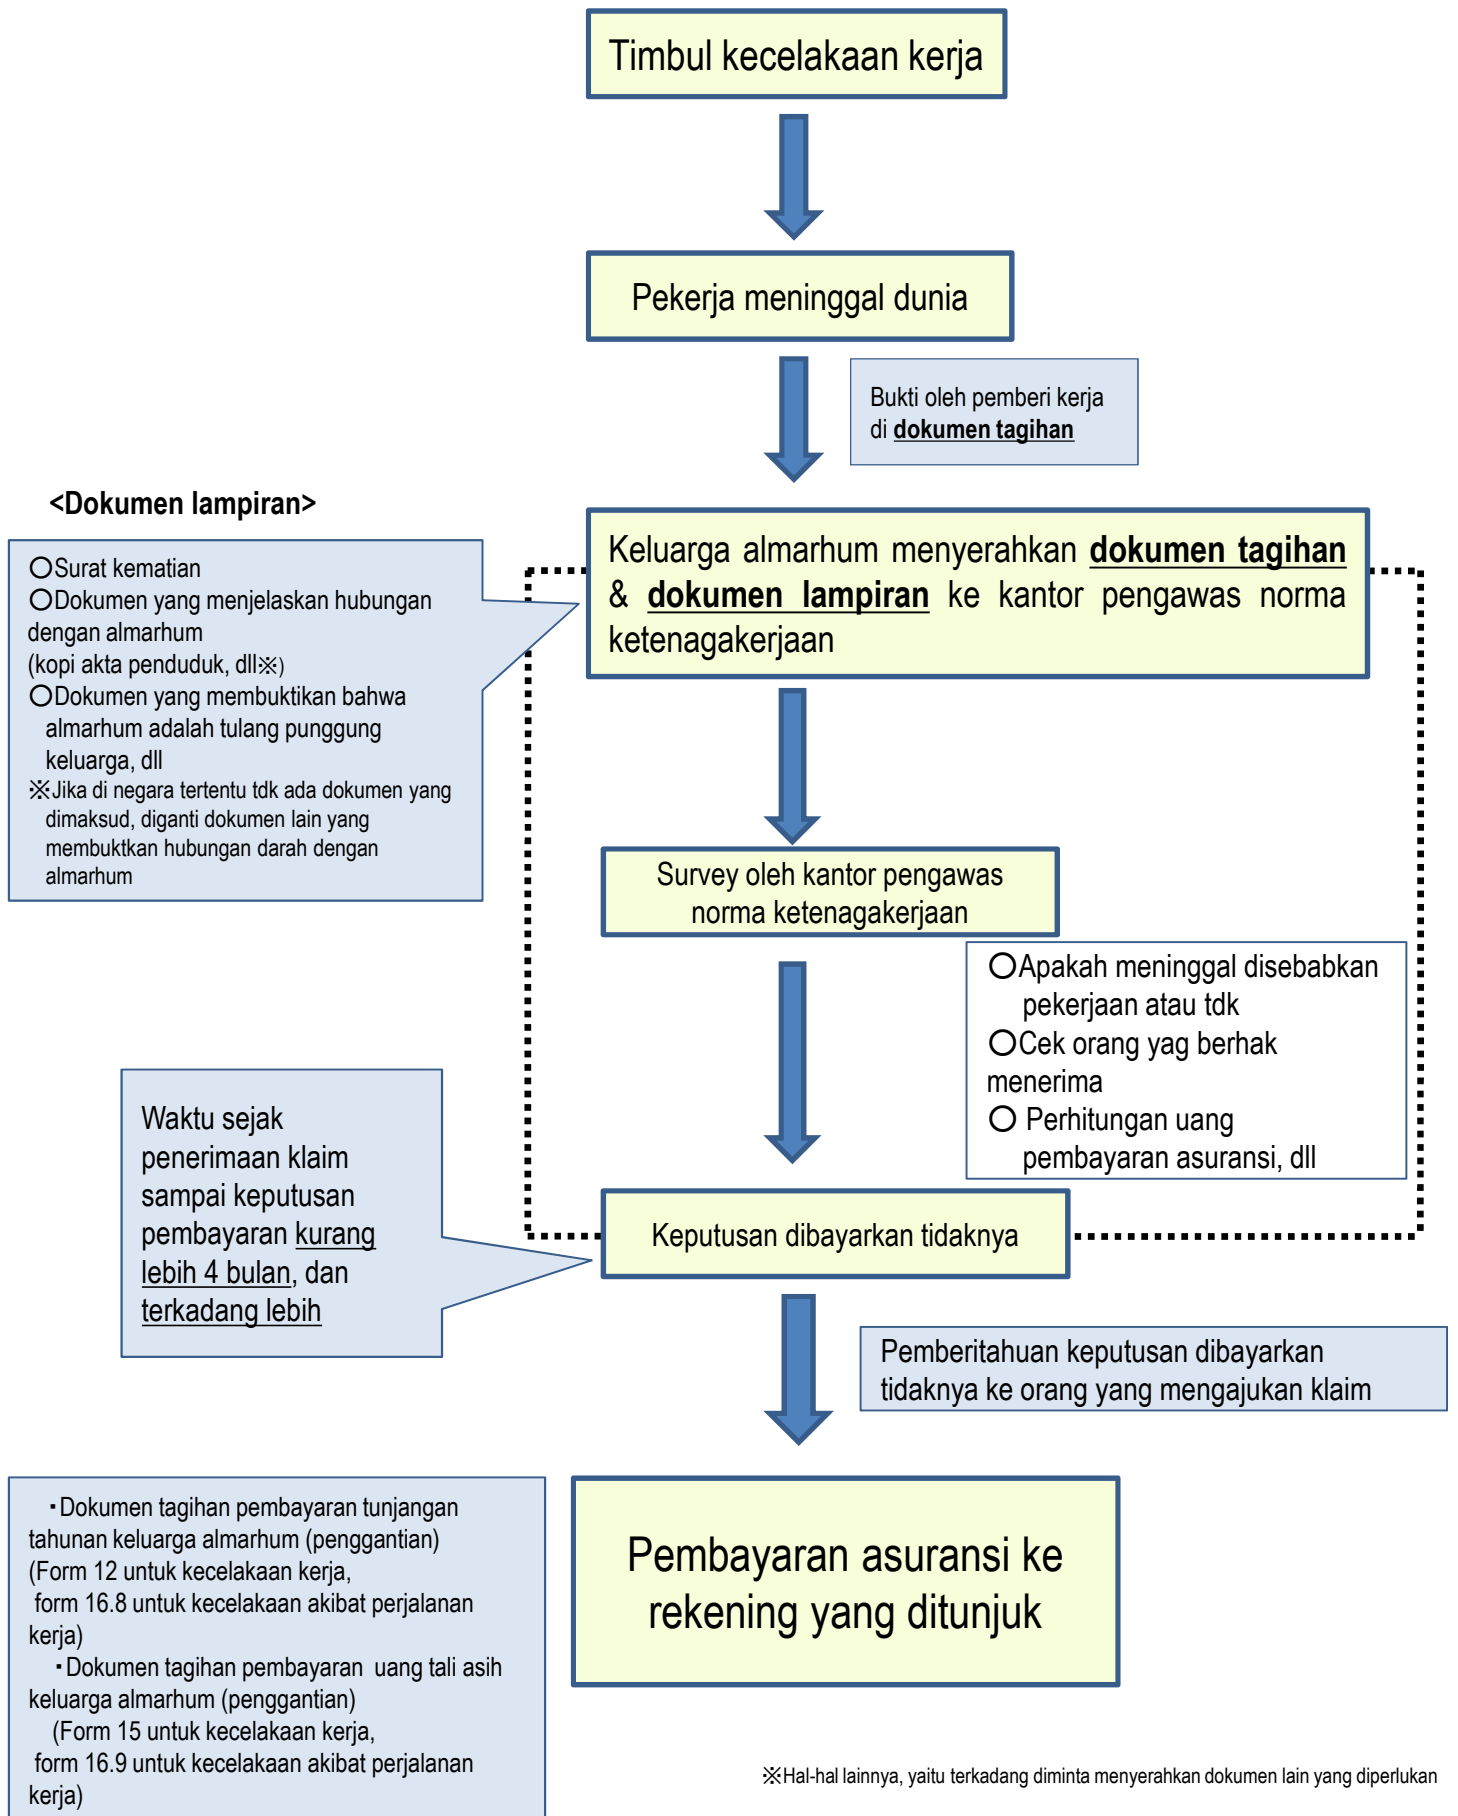 Timbul kecelakaan kerja
Pekerja meninggal dunia
Bukti oleh pemberi kerja
di dokumen tagihan
<Dokumen lampiran>
〇Surat kematian
〇Dokumen yang menjelaskan hubungan
dengan almarhum
(kopi akta penduduk, dll※)
〇Dokumen yang membuktikan bahwa
almarhum adalah tulang punggung
keluarga, dll
※Jika di negara tertentu tdk ada dokumen yang
dimaksud, diganti dokumen lain yang
membuktkan hubungan darah dengan
almarhum
Keluarga almarhum menyerahkan dokumen tagihan
& dokumen lampiran ke kantor pengawas norma
ketenagakerjaan
Survey oleh kantor pengawas
norma ketenagakerjaan
〇Apakah meninggal disebabkan
pekerjaan atau tdk
〇Cek orang yag berhak
menerima
〇 Perhitungan uang
pembayaran asuransi, dll
Waktu sejak
penerimaan klaim
sampai keputusan
pembayaran kurang
lebih 4 bulan, dan
terkadang lebih
Keputusan dibayarkan tidaknya
Pemberitahuan keputusan dibayarkan
tidaknya ke orang yang mengajukan klaim
・Dokumen tagihan pembayaran tunjangan
tahunan keluarga almarhum (penggantian)
(Form 12 untuk kecelakaan kerja,
form 16.8 untuk kecelakaan akibat perjalanan
kerja)
・Dokumen tagihan pembayaran uang tali asih
keluarga almarhum (penggantian)
(Form 15 untuk kecelakaan kerja,
form 16.9 untuk kecelakaan akibat perjalanan
kerja)
Pembayaran asuransi ke
rekening yang ditunjuk
※Hal-hal lainnya, yaitu terkadang diminta menyerahkan dokumen lain yang diperlukan